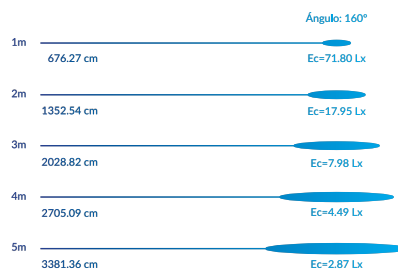 Ángulo: 160º
1m
676.27 cm
Ec=71.80 Lx
2m
1352.54 cm
Ec=17.95 Lx
3m
2028.82 cm
Ec=7.98 Lx
4m
2705.09 cm
Ec=4.49 Lx
5m
3381.36 cm
Ec=2.87 Lx